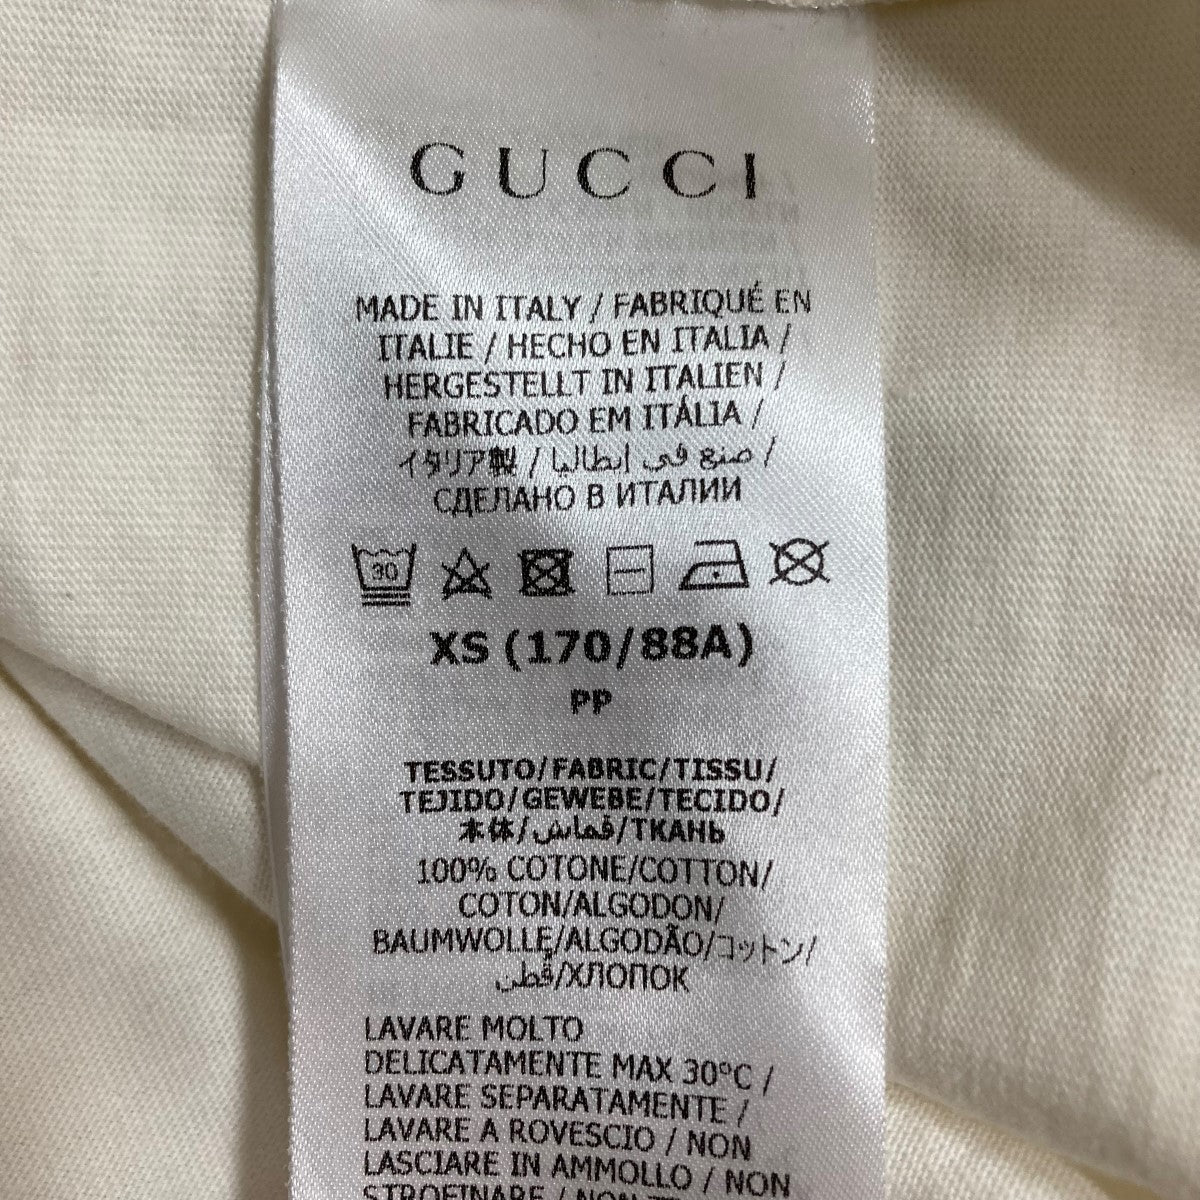 GUCCI
MADE IN ITALY / FABRIQUÉ EN
ITALIE / HECHO EN ITALIA /
HERGESTELLT IN ITALIEN /
FABRICADO EM ITÁLIA /
イタリア製 / صنع في ايطاليا /
СДЕЛАНО В ИТАЛИИ
30
XS (170/88A)
PP
TESSUTO/FABRIC/TISSU/
TEJIDO/GEWEBE/TECIDO/
本体/قماش/ТКАНЬ
100% COTONE/COTTON/
COTON/ALGODON/
BAUMWOLLE/ALGODÃO/コットン/
قطن/ХЛОПОК
LAVARE MOLTO
DELICATAMENTE MAX 30°C /
LAVARE SEPARATAMENTE /
LAVARE A ROVESCIO / NON
LASCIARE IN AMMOLLO / NON
STROFINARE / NON